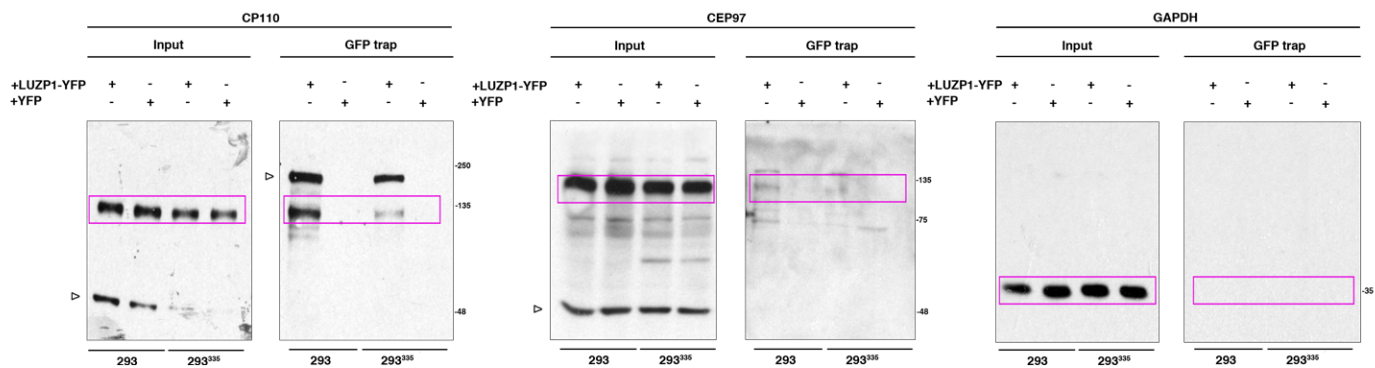 CP110 CEP97 GAPDH
Input GFP trap Input GFP trap Input GFP trap
+LUZP1-YFP + - + - + - + - +LUZP1-YFP + - + - + - + - +LUZP1-YFP + - + - + - + -
+YFP - + - + - + - + +YFP - + - + - + - + +YFP - + - + - + - +
-250
-135 -135
-75
-35
-48 -48
293 293³³⁵ 293 293³³⁵ 293 293³³⁵ 293 293³³⁵ 293 293³³⁵ 293 293³³⁵